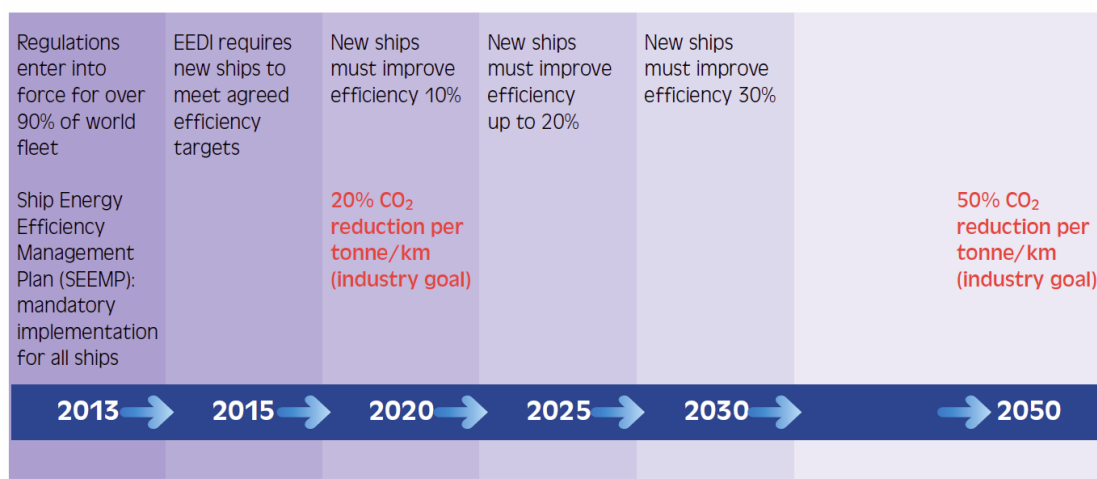 Regulations
enter into
force for over
90% of world
fleet
Ship Energy
Efficiency
Management
Plan (SEEMP):
mandatory
implementation
for all ships
EEDI requires
new ships to
meet agreed
efficiency
targets
New ships
must improve
efficiency 10%
20% CO₂
reduction per
tonne/km
(industry goal)
New ships
must improve
efficiency
up to 20%
New ships
must improve
efficiency 30%
50% CO₂
reduction per
tonne/km
(industry goal)
2013 2015 2020 2025 2030 2050